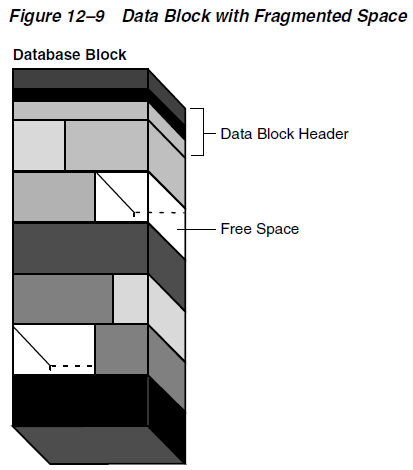 Figure 12–9 Data Block with Fragmented Space
Database Block
Data Block Header
Free Space